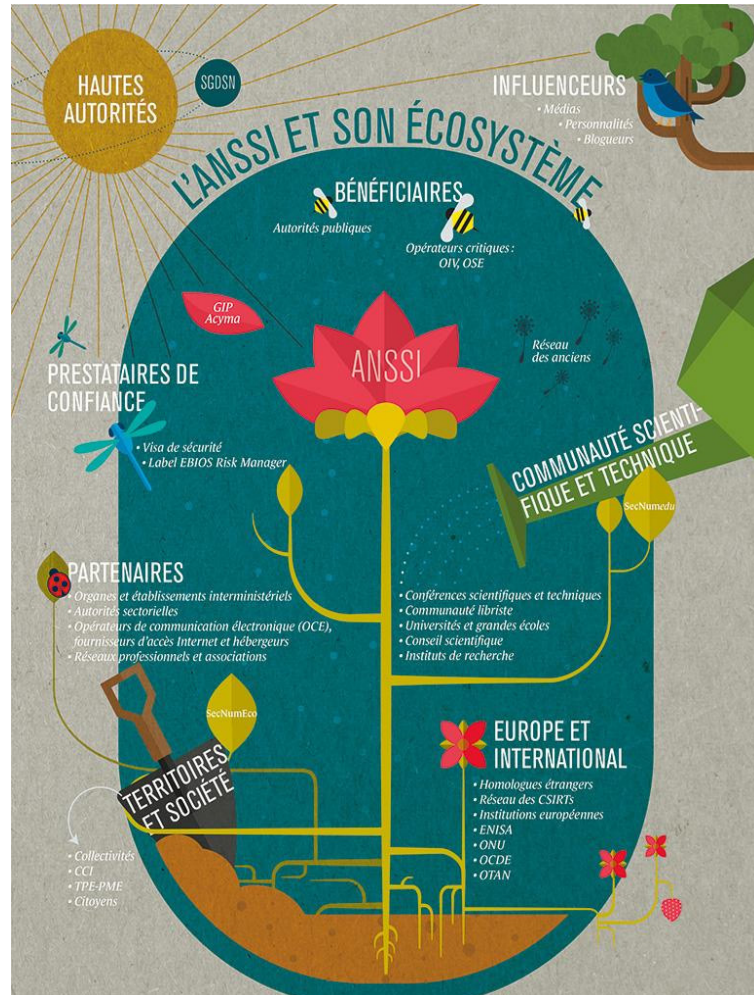 HAUTES
AUTORITÉS
SGDSN
INFLUENCEURS
• Médias
• Personnalités
• Blogueurs
L'ANSSI ET SON ÉCOSYSTÈME
BÉNÉFICIAIRES
Autorités publiques
Opérateurs critiques :
OIV, OSE
GIP
Acyma
ANSSI
Réseau
des anciens
PRESTATAIRES DE
CONFIANCE
• Visa de sécurité
• Label EBIOS Risk Manager
COMMUNAUTÉ SCIENTI-
FIQUE ET TECHNIQUE
SecNumedu
PARTENAIRES
• Organes et établissements interministériels
• Autorités sectorielles
• Opérateurs de communication électronique (OCE),
fournisseurs d'accès Internet et hébergeurs
• Réseaux professionnels et associations
• Conférences scientifiques et techniques
• Communauté libriste
• Universités et grandes écoles
• Conseil scientifique
• Instituts de recherche
SecNumEco
TERRITOIRES
ET SOCIÉTÉ
• Collectivités
• CCI
• TPE-PME
• Citoyens
EUROPE ET
INTERNATIONAL
• Homologues étrangers
• Réseau des CSIRTs
• Institutions européennes
• ENISA
• ONU
• OCDE
• OTAN